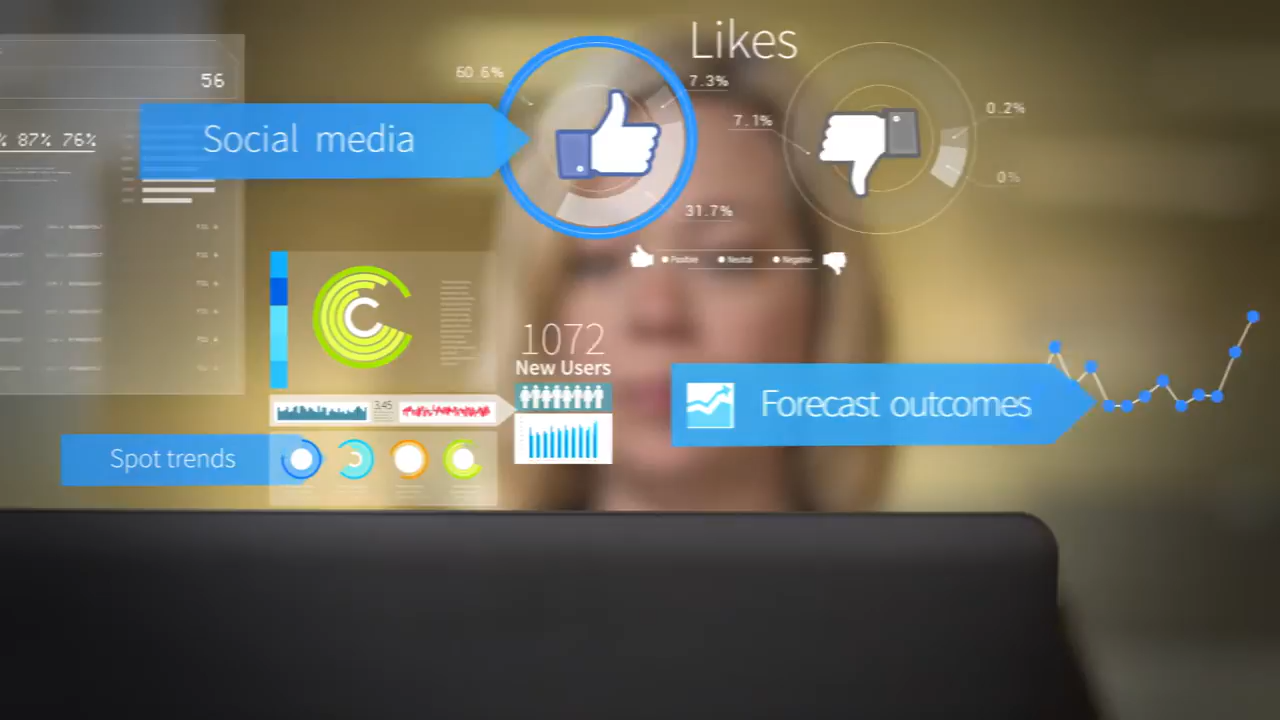 Likes
56
60.6%
7.3%
0.2%
7.1%
% 87% 76%
Social media
0%
31.7%
Positive
Neutral
Negative
1072
New Users
345
Forecast outcomes
Spot trends